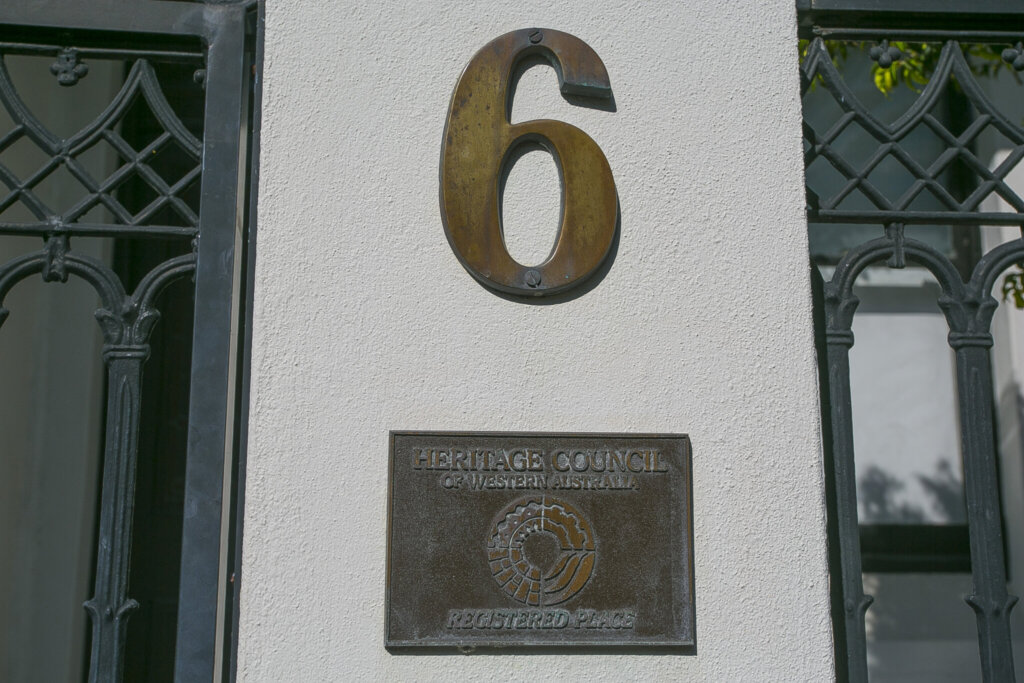 6
HERITAGE COUNCIL
OF WESTERN AUSTRALIA
REGISTERED PLACE